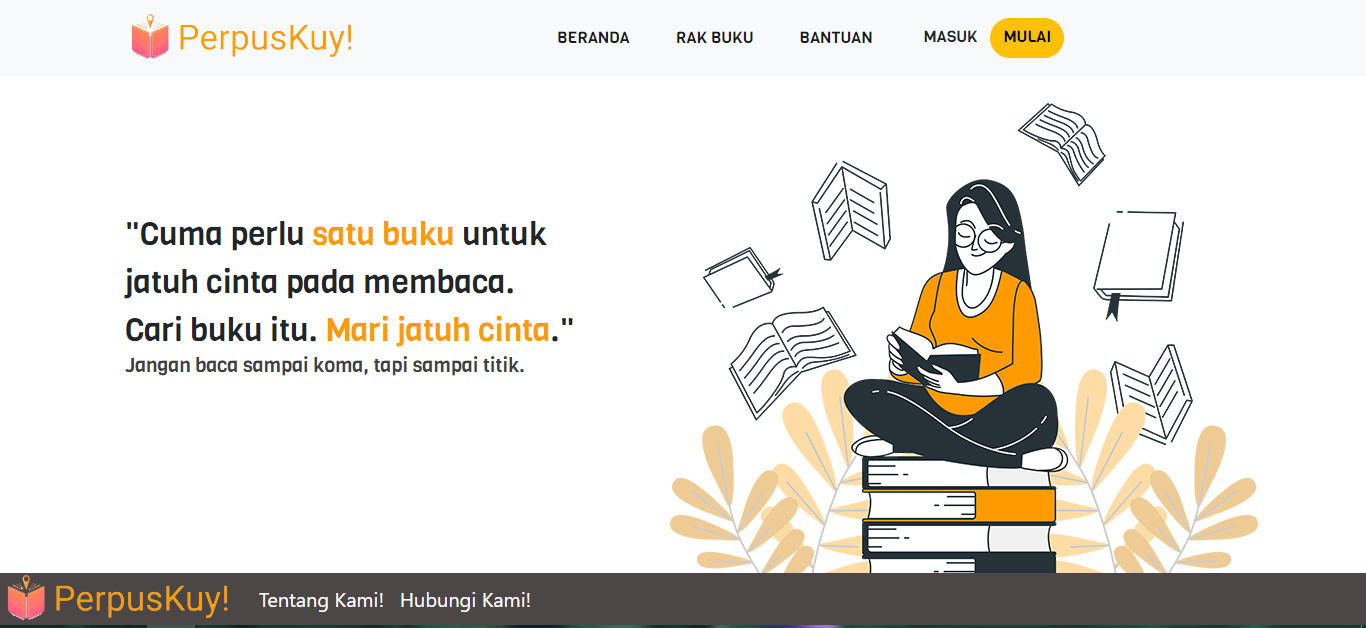 PerpusKuy!
BERANDA RAK BUKU BANTUAN MASUK MULAI
"Cuma perlu satu buku untuk
jatuh cinta pada membaca.
Cari buku itu. Mari jatuh cinta."
Jangan baca sampai koma, tapi sampai titik.
PerpusKuy! Tentang Kami! Hubungi Kami!